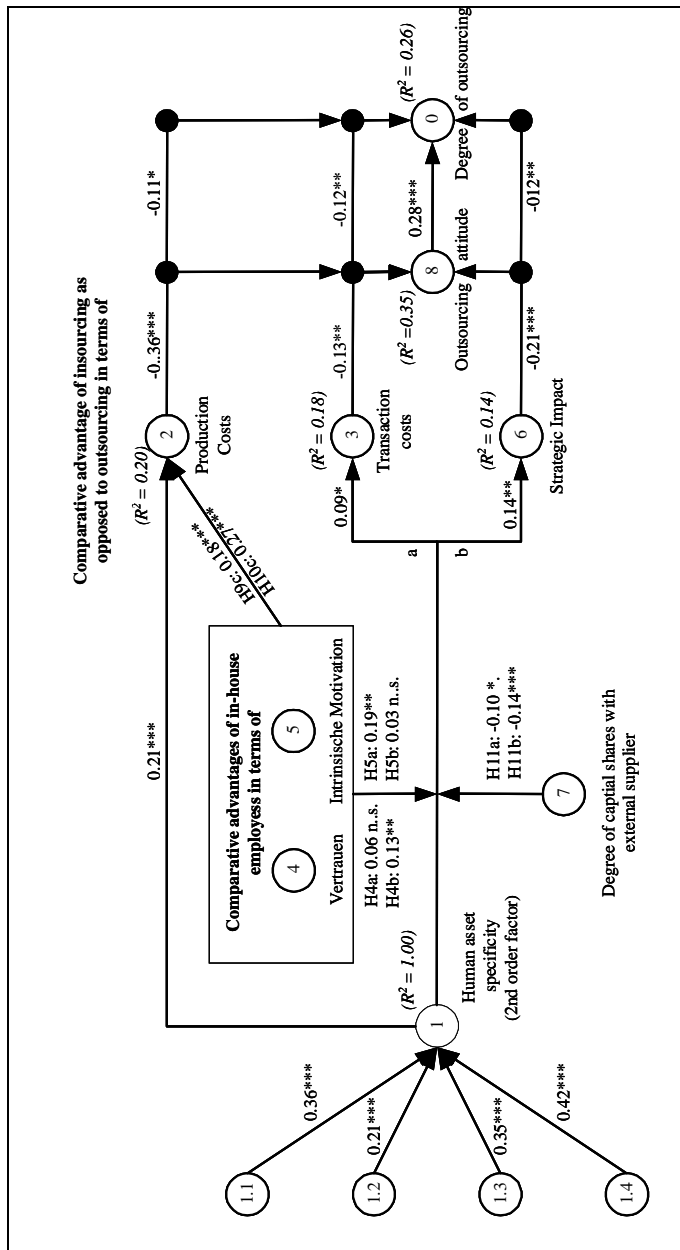 Comparative advantage of insourcing as
opposed to outsourcing in terms of
0.21***
(R² = 0.20)
2
Production
Costs
-0..36***
-0.11*
Comparative advantages of in-house
employess in terms of
4
5
Vertrauen
Intrinsische Motivation
H9c: 0.18***
H10c: 0.27***
H4a: 0.06 n.s.
H4b: 0.13**
H5a: 0.19**
H5b: 0.03 n..s.
(R² = 1.00)
1
Human asset
specificity
(2nd order factor)
1.1
0.36***
1.2
0.21***
1.3
0.35***
1.4
0.42***
H11a: -0.10 *.
H11b: -0.14***
7
Degree of captial shares with
external supplier
a
b
0.09*
0.14**
(R² = 0.18)
3
Transaction
costs
-0.13**
-0.12**
(R² =0.35)
8
Outsourcing
attitude
0.28***
(R² = 0.26)
0
Degree of outsourcing
(R² = 0.14)
6
Strategic Impact
-0.21***
-012**